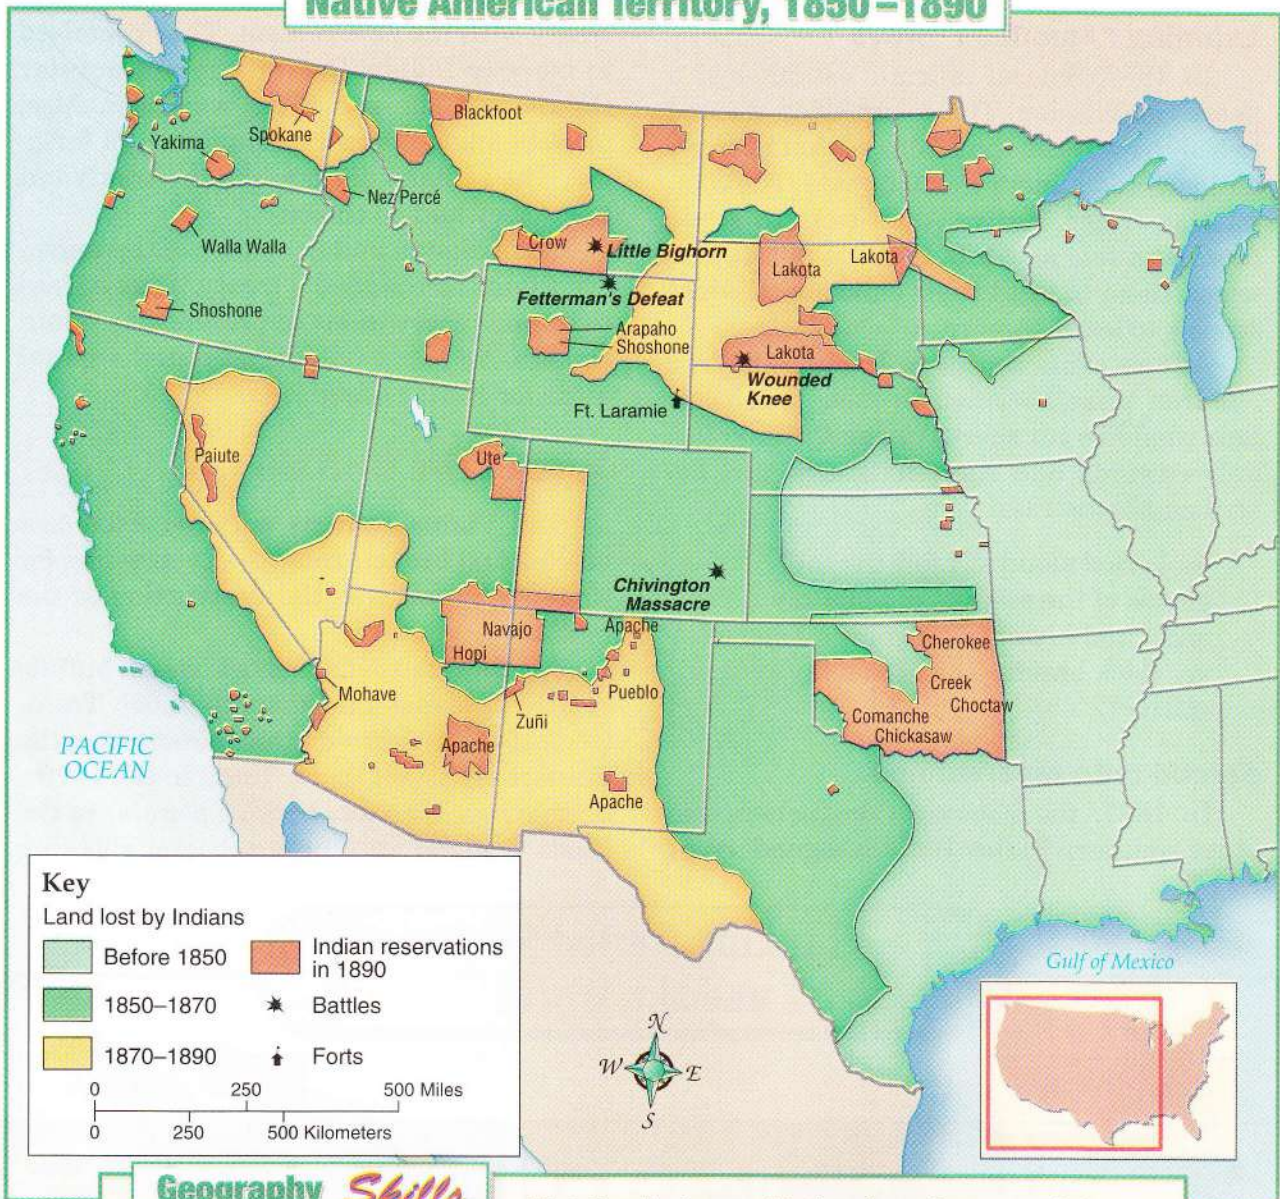 Native American Territory, 1850–1890
Blackfoot
Spokane
Yakima
Nez Percé
Walla Walla
Crow
Little Bighorn
Lakota
Lakota
Fetterman's Defeat
Shoshone
Arapaho
Shoshone
Lakota
Wounded
Knee
Ft. Laramie
Paiute
Ute
Chivington
Massacre
Apache
Navajo
Hopi
Cherokee
Mohave
Pueblo
Creek
Choctaw
Zuñi
Comanche
Chickasaw
Apache
Apache
PACIFIC
OCEAN
Gulf of Mexico
Key
Land lost by Indians
Before 1850
Indian reservations
in 1890
1850–1870
Battles
1870–1890
Forts
0 250 500 Miles
0 250 500 Kilometers
N
W E
S
Geography Skills